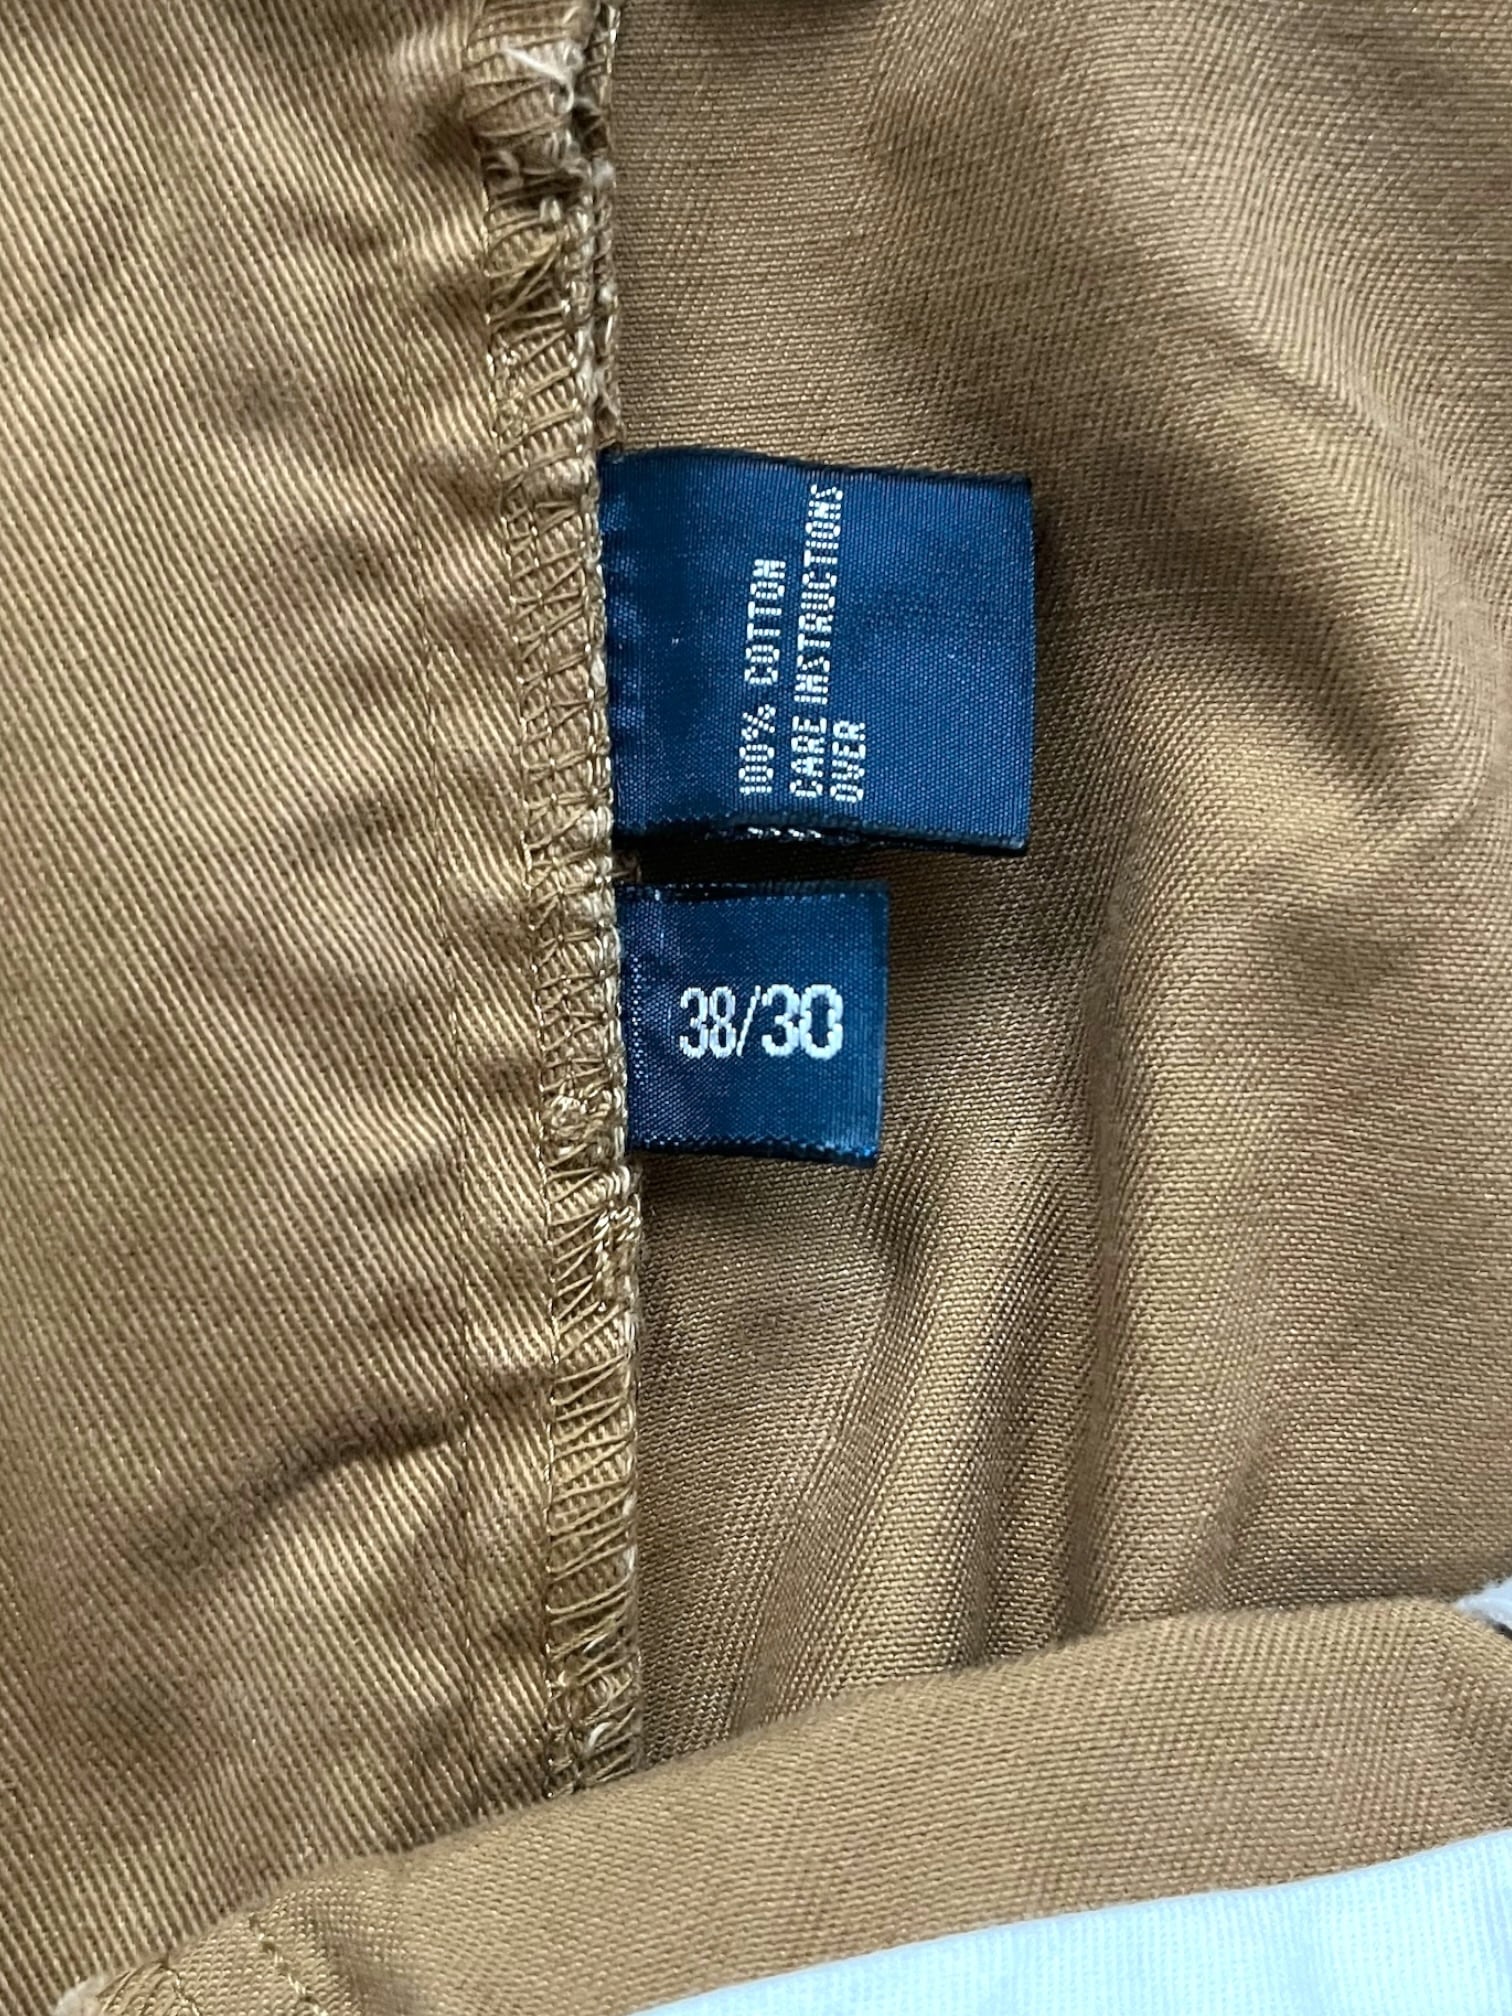 100% COTTON
CARE INSTRUCTIONS
OVER
38/30